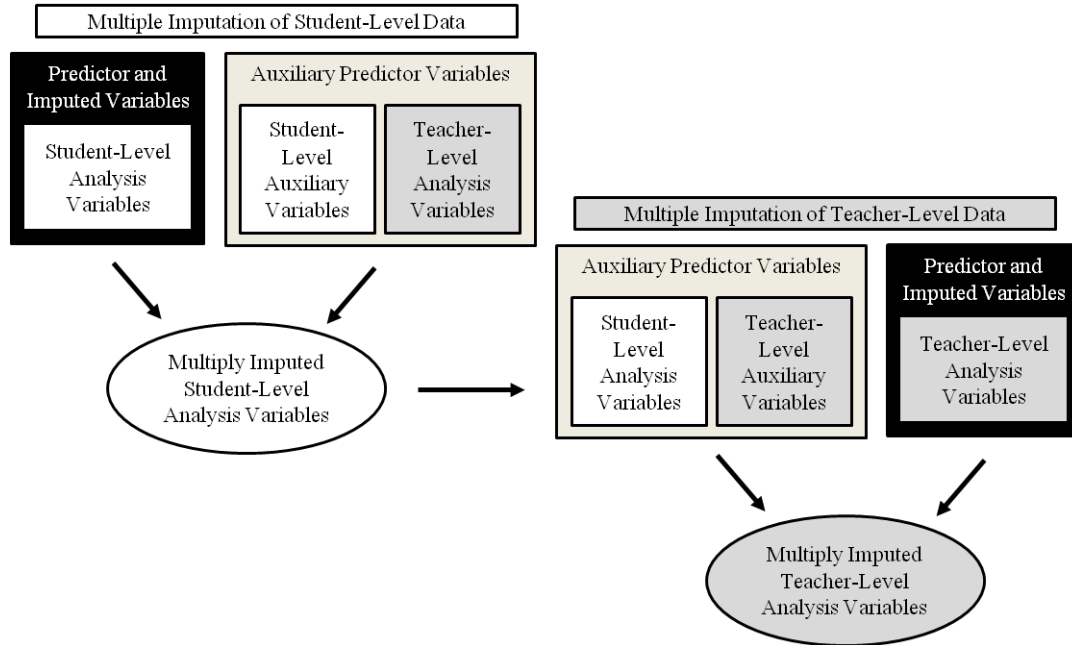 Multiple Imputation of Student-Level Data
Predictor and
Imputed Variables
Student-Level
Analysis
Variables
Auxiliary Predictor Variables
Student-
Level
Auxiliary
Variables
Teacher-
Level
Analysis
Variables
Multiply Imputed
Student-Level
Analysis Variables
Multiple Imputation of Teacher-Level Data
Auxiliary Predictor Variables
Student-
Level
Analysis
Variables
Teacher-
Level
Auxiliary
Variables
Predictor and
Imputed Variables
Teacher-Level
Analysis
Variables
Multiply Imputed
Teacher-Level
Analysis Variables